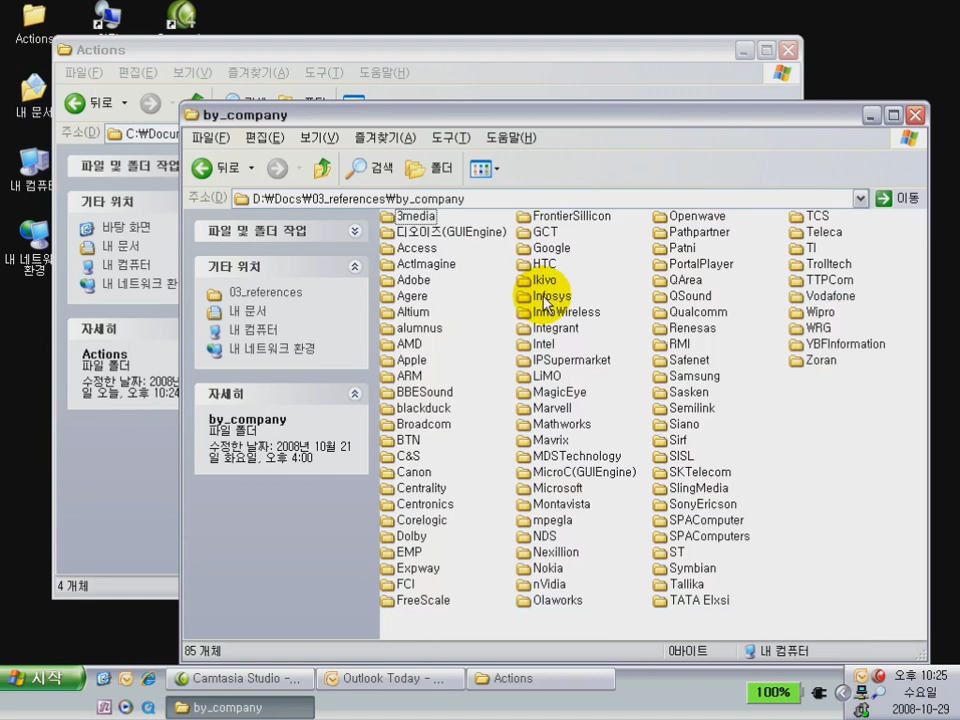 Actions
내 문서
내 컴퓨터
내 네트워크
환경
Actions
파일(F) 편집(E) 보기(V) 즐겨찾기(A) 도구(T) 도움말(H)
뒤로
주소(D) C:\Docum
파일 및 폴더 작업
기타 위치
바탕 화면
내 문서
내 컴퓨터
내 네트워크 환
자세히
Actions
파일 폴더
수정한 날짜: 2008년
일 오늘, 오후 10:24
4 개체
by_company
파일(F) 편집(E) 보기(V) 즐겨찾기(A) 도구(T) 도움말(H)
뒤로 검색 폴더
주소(D) D:\Docs\03_references\by_company 이동
파일 및 폴더 작업
기타 위치
03_references
내 문서
내 컴퓨터
내 네트워크 환경
자세히
by_company
파일 폴더
수정한 날짜: 2008년 10월 21
일 화요일, 오후 4:00
3media
디오이즈(GUIEngine)
Access
ActImagine
Adobe
Agere
Altium
alumnus
AMD
Apple
ARM
BBESound
blackduck
Broadcom
BTN
C&S
Canon
Centrality
Centronics
Corelogic
Dolby
EMP
Expway
FCI
FreeScale
FrontierSillicon
GCT
Google
HTC
Ikivo
Infosys
InnoWireless
Integrant
Intel
IPSupermarket
LiMO
MagicEye
Marvell
Mathworks
Mavrix
MDSTechnology
MicroC(GUIEngine)
Microsoft
Montavista
mpegla
NDS
Nexillion
Nokia
nVidia
Olaworks
Openwave
Pathpartner
Patni
PortalPlayer
QArea
QSound
Qualcomm
Renesas
RMI
Safenet
Samsung
Sasken
Semilink
Siano
Sirf
SISL
SKTelecom
SlingMedia
SonyEricson
SPAComputer
SPAComputers
ST
Symbian
Tallika
TATA Elxsi
TCS
Teleca
TI
Trolltech
TTPCom
Vodafone
Wipro
WRG
YBFInformation
Zoran
85 개체 0바이트 내 컴퓨터
시작 Camtasia Studio -... Outlook Today - ... Actions
by_company
100%
오후 10:25
수요일
2008-10-29